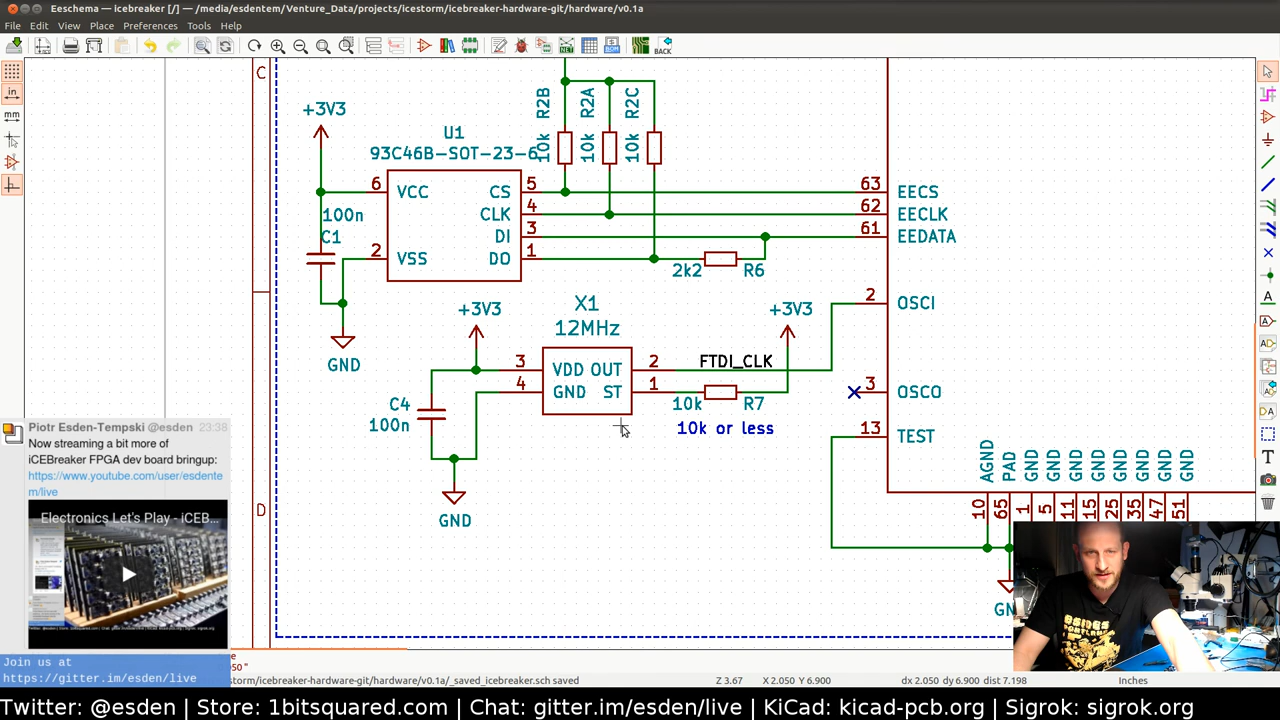 Eeschema — icebreaker [/] — /media/esdentem/Venture_Data/projects/icestorm/icebreaker-hardware-git/hardware/v0.1a
File Edit View Place Preferences Tools Help
BACK
in
mm
C
+3V3
U1
93C46B-SOT-23-6
R2B
R2A
R2C
10k
10k
10k
6 VCC
CS 5
CLK 4
DI 3
DO 1
2 VSS
100n
C1
GND
2k2 R6
63 EECS
62 EECLK
61 EEDATA
2 OSCI
3 OSCO
13 TEST
+3V3
X1
12MHz
+3V3
3 VDD OUT 2
4 GND ST 1
FTDI_CLK
10k R7
10k or less
C4
100n
GND
D
AGND PAD GND GND GND GND GND GND GND GND
10 65 1 5 11 15 25 35 47 51
Piotr Esden-Tempski @esden 23:38
Now streaming a bit more of
iCEBreaker FPGA dev board bringup:
https://www.youtube.com/user/esdente
m/live
Electronics Let's Play - iCEB...
Join us at
https://gitter.im/esden/live
storm/icebreaker-hardware-git/hardware/v0.1a/_saved_icebreaker.sch saved
Z 3.67 X 2.050 Y 6.900 dx 2.050 dy 6.900 dist 7.198 Inches
Twitter: @esden | Store: 1bitsquared.com | Chat: gitter.im/esden/live | KiCad: kicad-pcb.org | Sigrok: sigrok.org